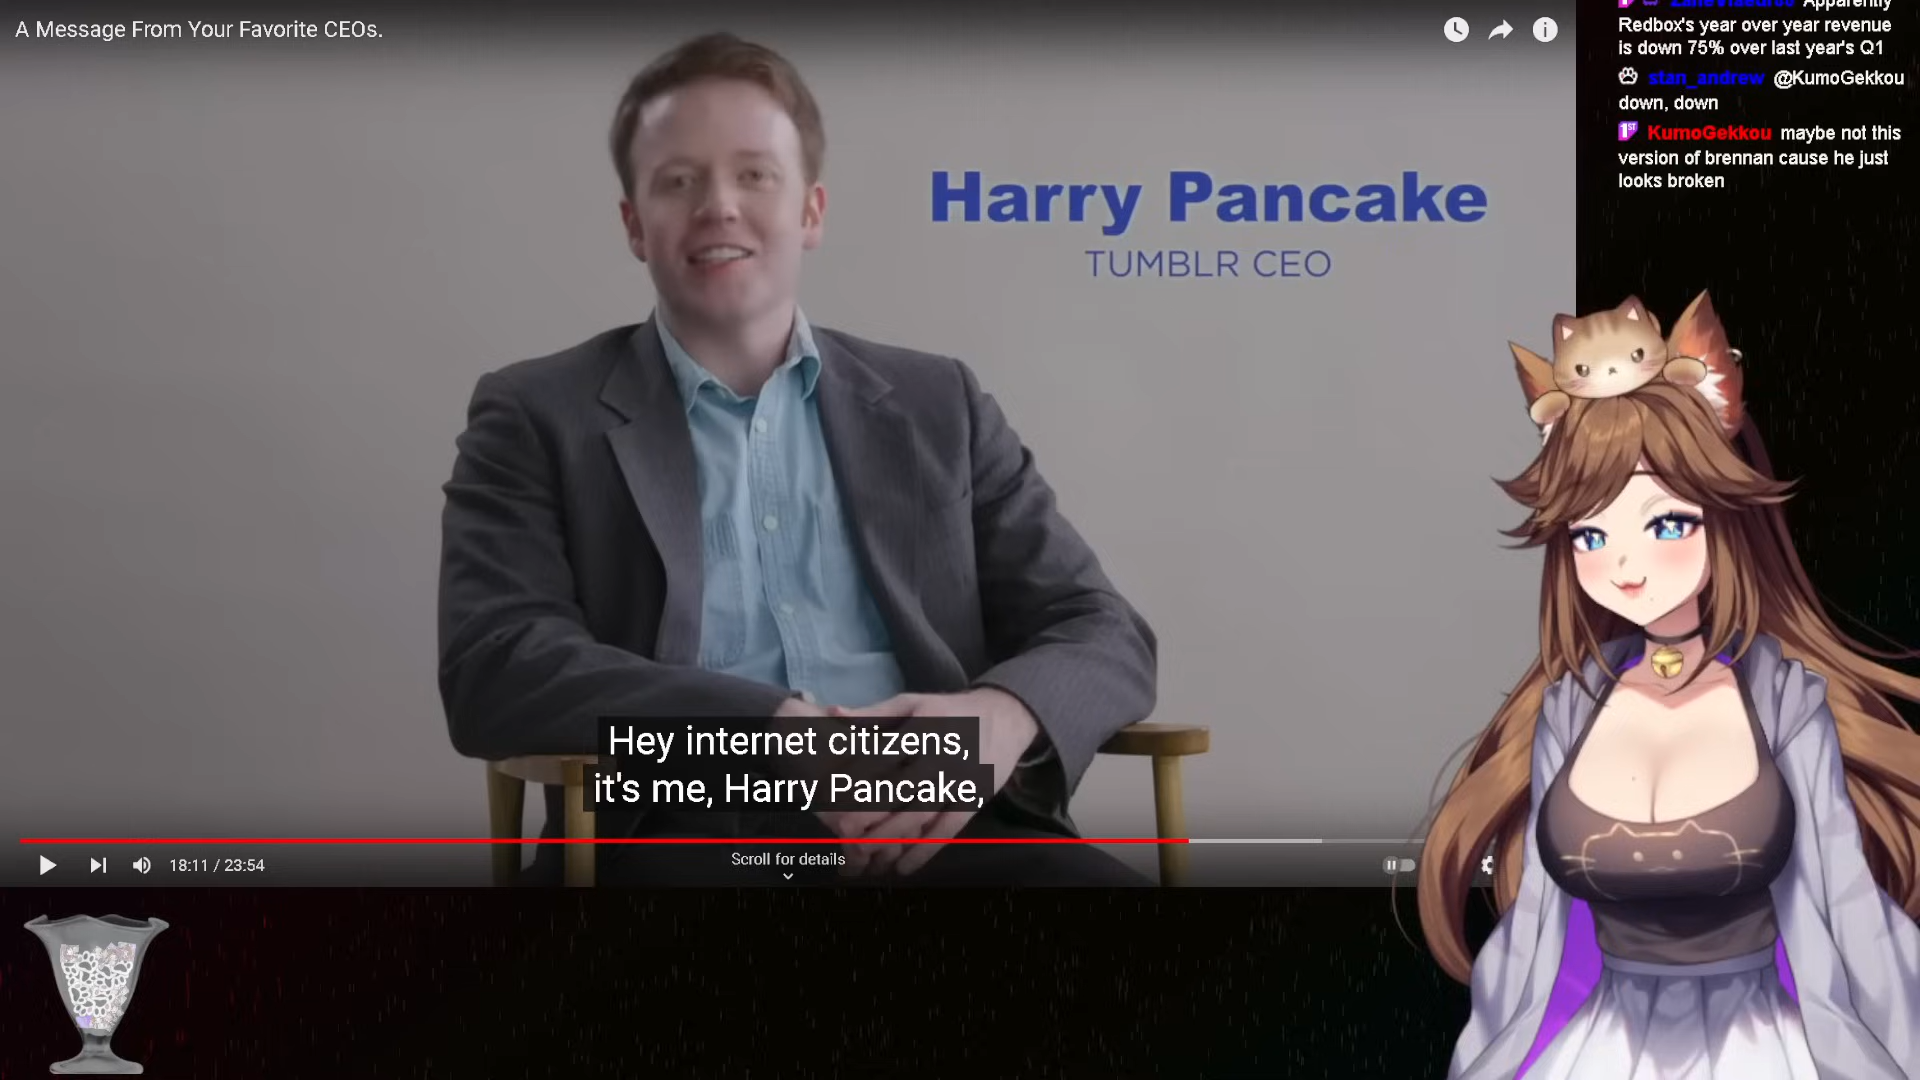 A Message From Your Favorite CEOs.
Apparently
Redbox's year over year revenue
is down 75% over last year's Q1
stan_andrew @KumoGekkou
down, down
1ST KumoGekkou maybe not this
version of brennan cause he just
looks broken
Harry Pancake
TUMBLR CEO
Hey internet citizens,
it's me, Harry Pancake,
18:11 / 23:54
Scroll for details